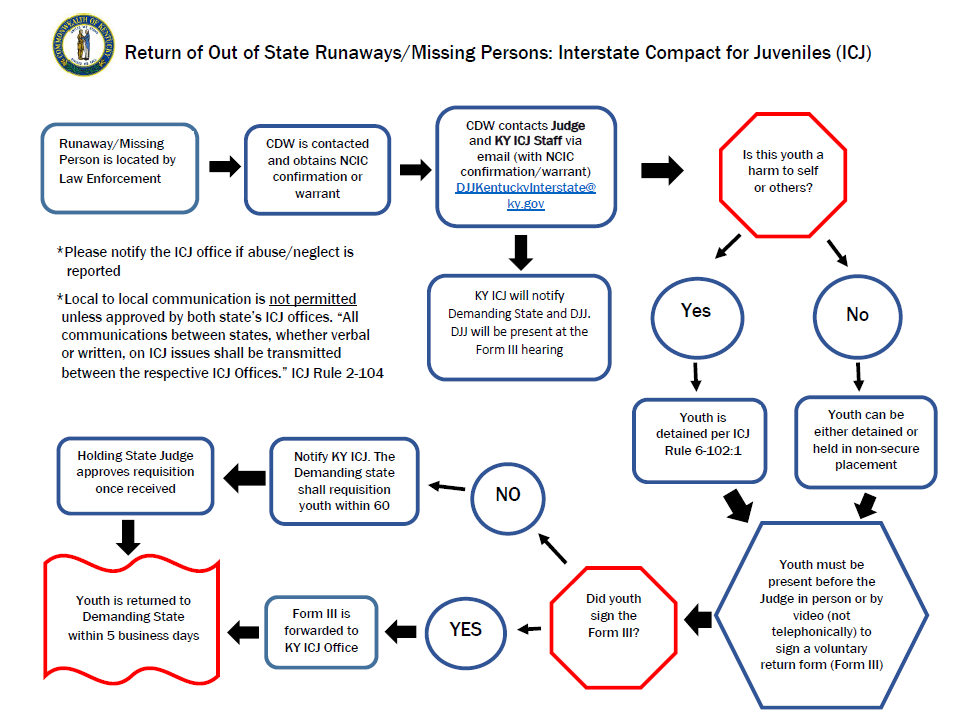 COMMONWEALTH OF KENTUCKY
Return of Out of State Runaways/Missing Persons: Interstate Compact for Juveniles (ICJ)
Runaway/Missing
Person is located by
Law Enforcement
CDW is contacted
and obtains NCIC
confirmation or
warrant
CDW contacts Judge
and KY ICJ Staff via
email (with NCIC
confirmation/warrant)
DJJKentuckyInterstate@
ky.gov
Is this youth a
harm to self
or others?
*Please notify the ICJ office if abuse/neglect is
reported
*Local to local communication is not permitted
unless approved by both state's ICJ offices. "All
communications between states, whether verbal
or written, on ICJ issues shall be transmitted
between the respective ICJ Offices." ICJ Rule 2-104
KY ICJ will notify
Demanding State and DJJ.
DJJ will be present at the
Form III hearing
Yes
No
Youth is
detained per ICJ
Rule 6-102:1
Youth can be
either detained or
held in non-secure
placement
Holding State Judge
approves requisition
once received
Notify KY ICJ. The
Demanding state
shall requisition
youth within 60
NO
Youth must be
present before the
Judge in person or by
video (not
telephonically) to
sign a voluntary
return form (Form III)
Did youth
sign the
Form III?
YES
Form III is
forwarded to
KY ICJ Office
Youth is returned to
Demanding State
within 5 business days